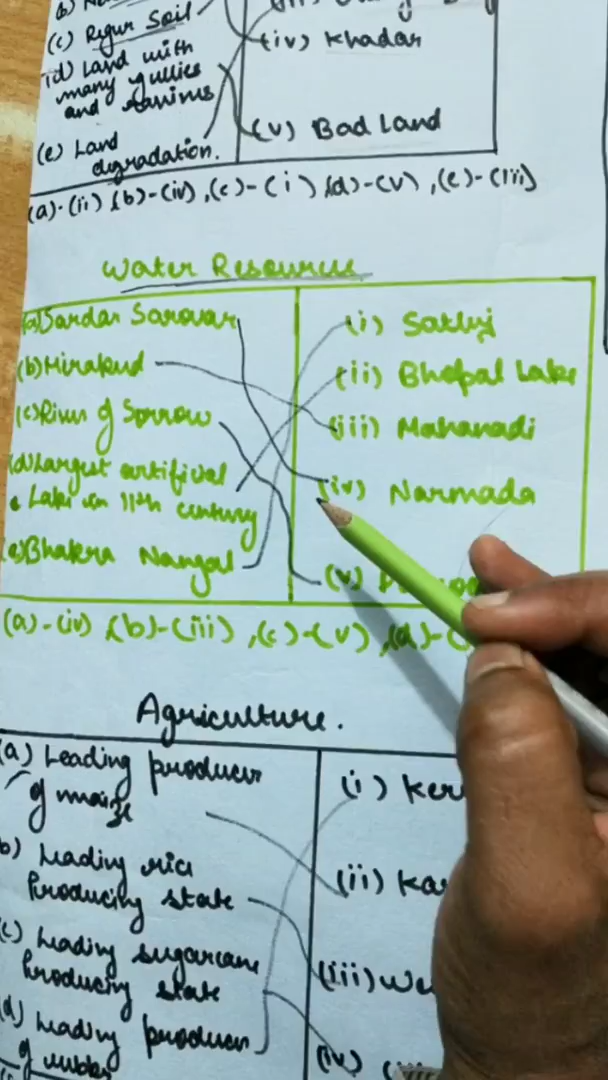 (c) Regur Soil
(iv) Khadar
(d) Land with
many gullies
and ravines
(v) Bad Land
(e) Land
degradation.
(a)-(ii), (b)-(iv), (c)-(i), (d)-(v), (e)-(iii)
Water Resources
(a) Sardar Sarovar
(i) Satluj
(b) Hirakud
(ii) Bhopal Lake
(c) River of Sorrow
(iii) Mahanadi
(d) Largest artifical
Lake in 11th century
(iv) Narmada
(e) Bhakra Nangal
(v)
(a)-(iv), (b)-(iii), (c)-(v), (d)-(
Agriculture.
(a) Leading producer
of maize
(i) Ker
(ii) Ka
b) Leading rice
Producing state
(c) Leading sugarcane
Producing state
(iii) We
(d) Leading producer
of rubber
(iv)